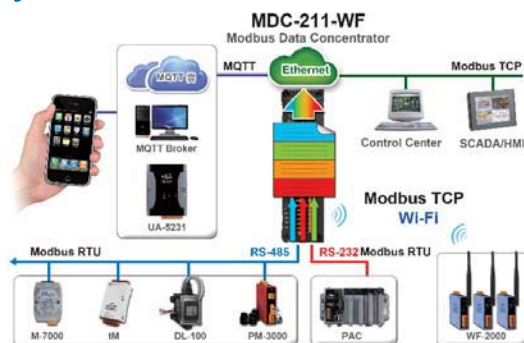 MDC-211-WF
Modbus Data Concentrator
MQTT
MQTT
Ethernet
Modbus TCP
MQTT Broker
Control Center
SCADA/HMI
UA-5231
Modbus TCP
Wi-Fi
Modbus RTU
RS-485
RS-232
Modbus RTU
M-7000
tM
DL-100
PM-3000
PAC
WF-2000